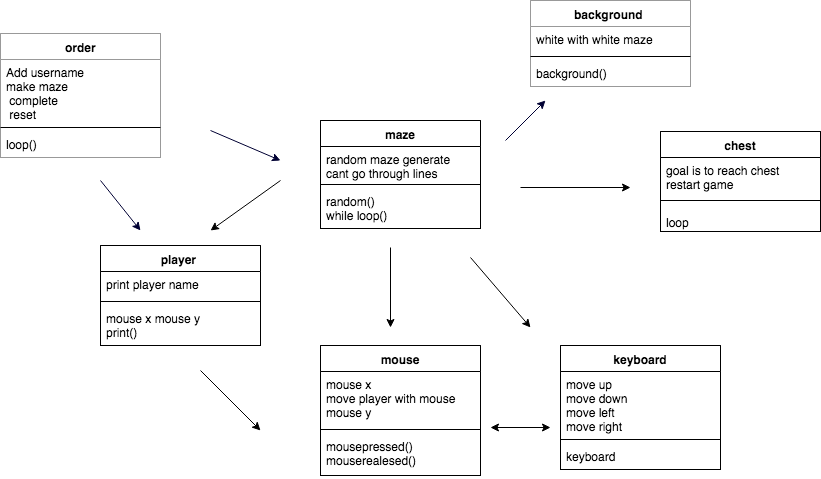 background
white with white maze
background()
order
Add username
make maze
complete
reset
loop()
maze
random maze generate
cant go through lines
random()
while loop()
chest
goal is to reach chest
restart game
loop
player
print player name
mouse x mouse y
print()
mouse
mouse x
move player with mouse
mouse y
mousepressed()
mouserealesed()
keyboard
move up
move down
move left
move right
keyboard